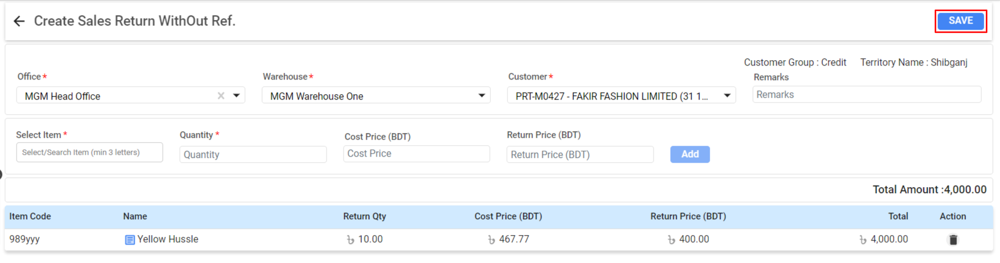 Create Sales Return WithOut Ref.
SAVE
Customer Group : Credit Territory Name : Shibganj
Office * Warehouse * Customer * Remarks
MGM Head Office MGM Warehouse One PRT-M0427 - FAKIR FASHION LIMITED (31 1... Remarks
Select Item * Quantity * Cost Price (BDT) Return Price (BDT)
Select/Search Item (min 3 letters) Quantity Cost Price Return Price (BDT) Add
Total Amount :4,000.00
Item Code Name Return Qty Cost Price (BDT) Return Price (BDT) Total Action
989yyy Yellow Hussle ৳ 10.00 ৳ 467.77 ৳ 400.00 ৳ 4,000.00